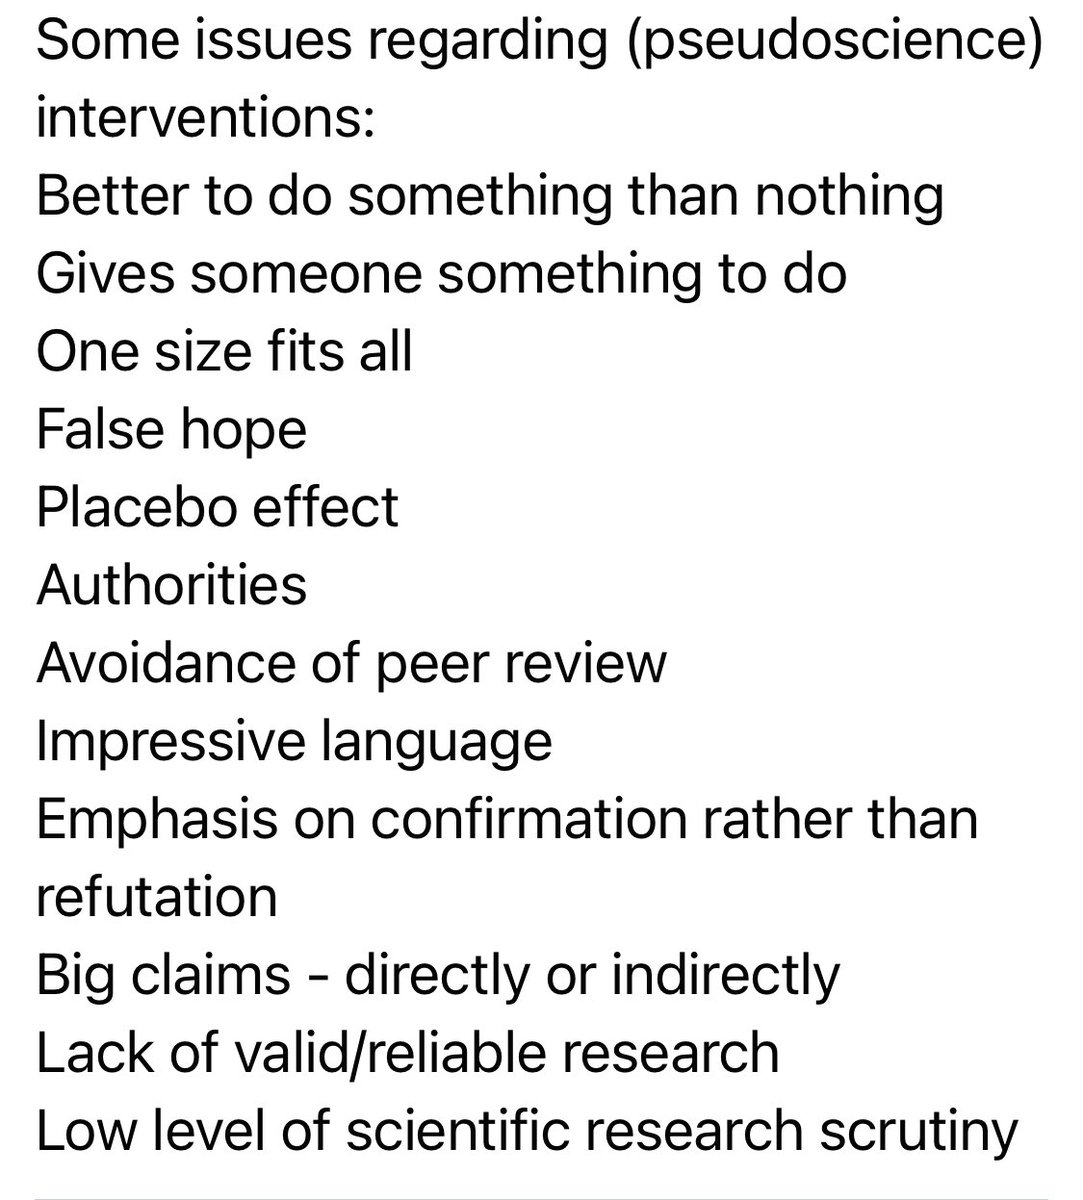 Some issues regarding (pseudoscience)
interventions:
Better to do something than nothing
Gives someone something to do
One size fits all
False hope
Placebo effect
Authorities
Avoidance of peer review
Impressive language
Emphasis on confirmation rather than
refutation
Big claims - directly or indirectly
Lack of valid/reliable research
Low level of scientific research scrutiny